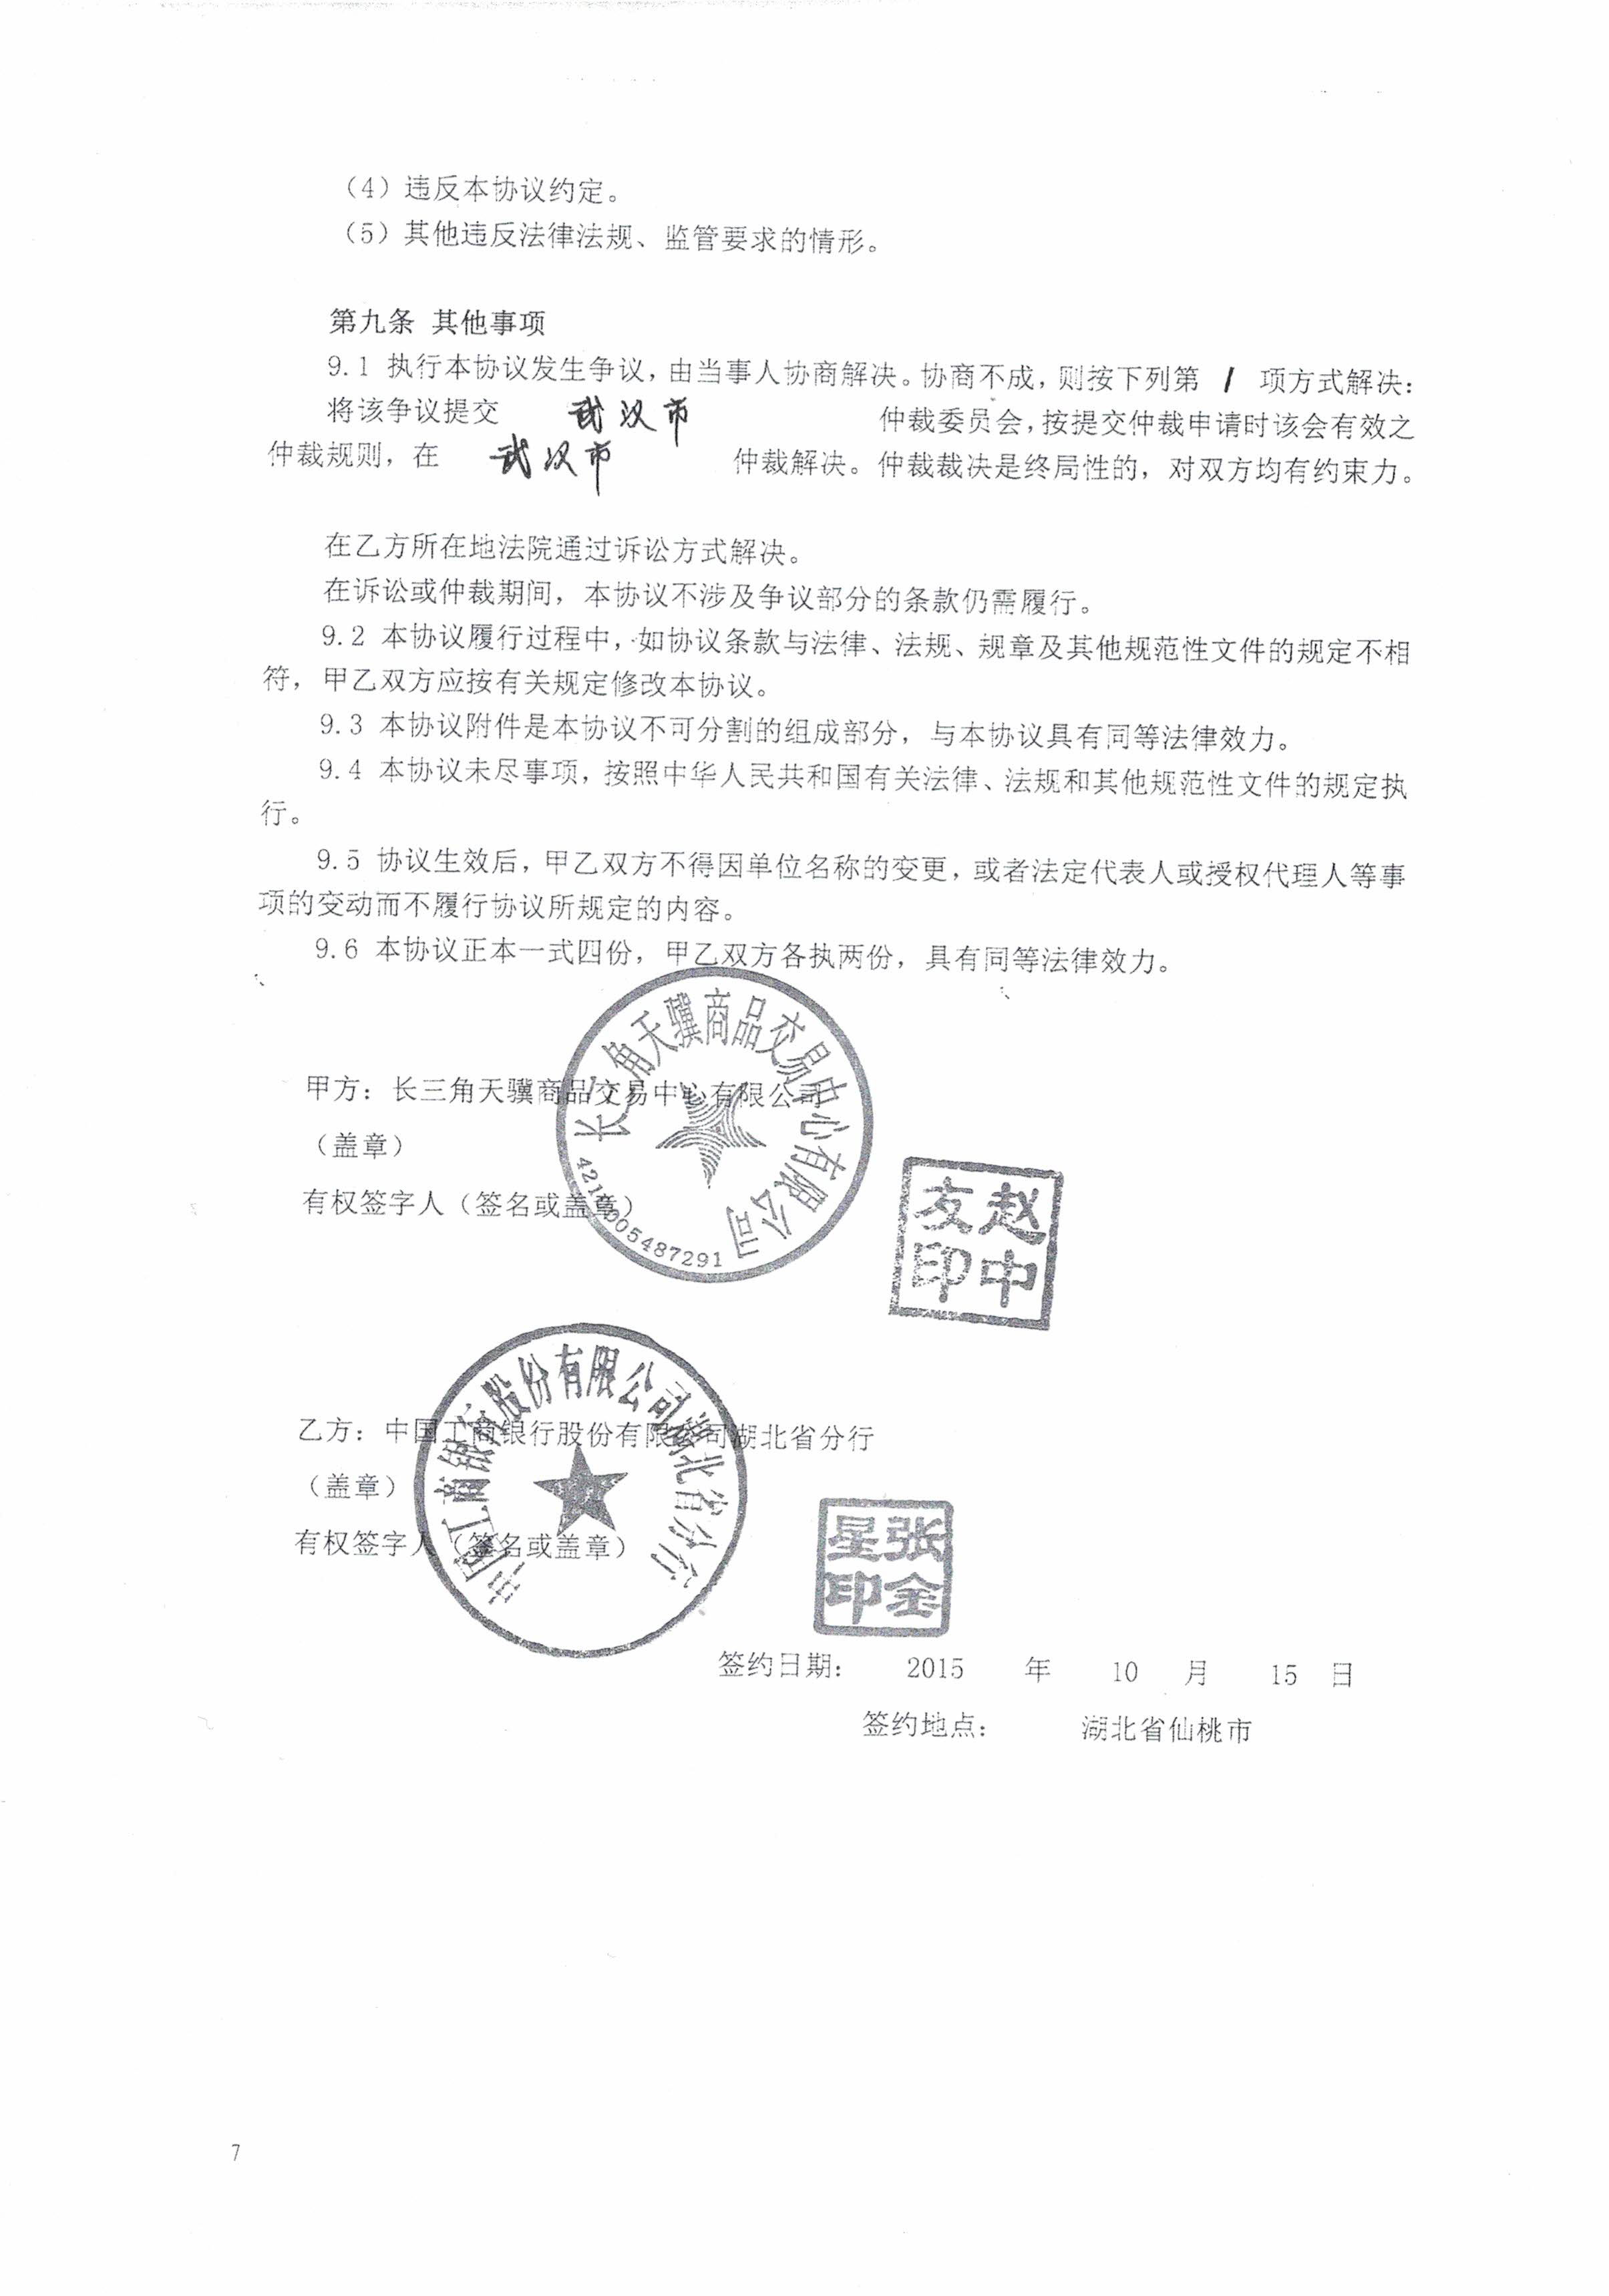 (4) 违反本协议约定。
(5) 其他违反法律法规、监管要求的情形。
第九条 其他事项
9.1 执行本协议发生争议，由当事人协商解决。协商不成，则按下列第 1 项方式解决：
将该争议提交 武汉市 仲裁委员会，按提交仲裁申请时该会有效之
仲裁规则，在 武汉市 仲裁解决。仲裁裁决是终局性的，对双方均有约束力。
在乙方所在地法院通过诉讼方式解决。
在诉讼或仲裁期间，本协议不涉及争议部分的条款仍需履行。
9.2 本协议履行过程中，如协议条款与法律、法规、规章及其他规范性文件的规定不相
符，甲乙双方应按有关规定修改本协议。
9.3 本协议附件是本协议不可分割的组成部分，与本协议具有同等法律效力。
9.4 本协议未尽事项，按照中华人民共和国有关法律、法规和其他规范性文件的规定执
行。
9.5 协议生效后，甲乙双方不得因单位名称的变更，或者法定代表人或授权代理人等事
项的变动而不履行协议所规定的内容。
9.6 本协议正本一式四份，甲乙双方各执两份，具有同等法律效力。
长三角天骥商品交易中心有限公司
甲方：长三角天骥商品交易中心有限公司
（盖章）
有权签字人（签名或盖章）
赵中
友印
中国工商银行股份有限公司湖北省分行
乙方：中国工商银行股份有限公司湖北省分行
（盖章）
有权签字人（签名或盖章）
张金
星印
签约日期： 2015 年 10 月 15 日
签约地点： 湖北省仙桃市
7